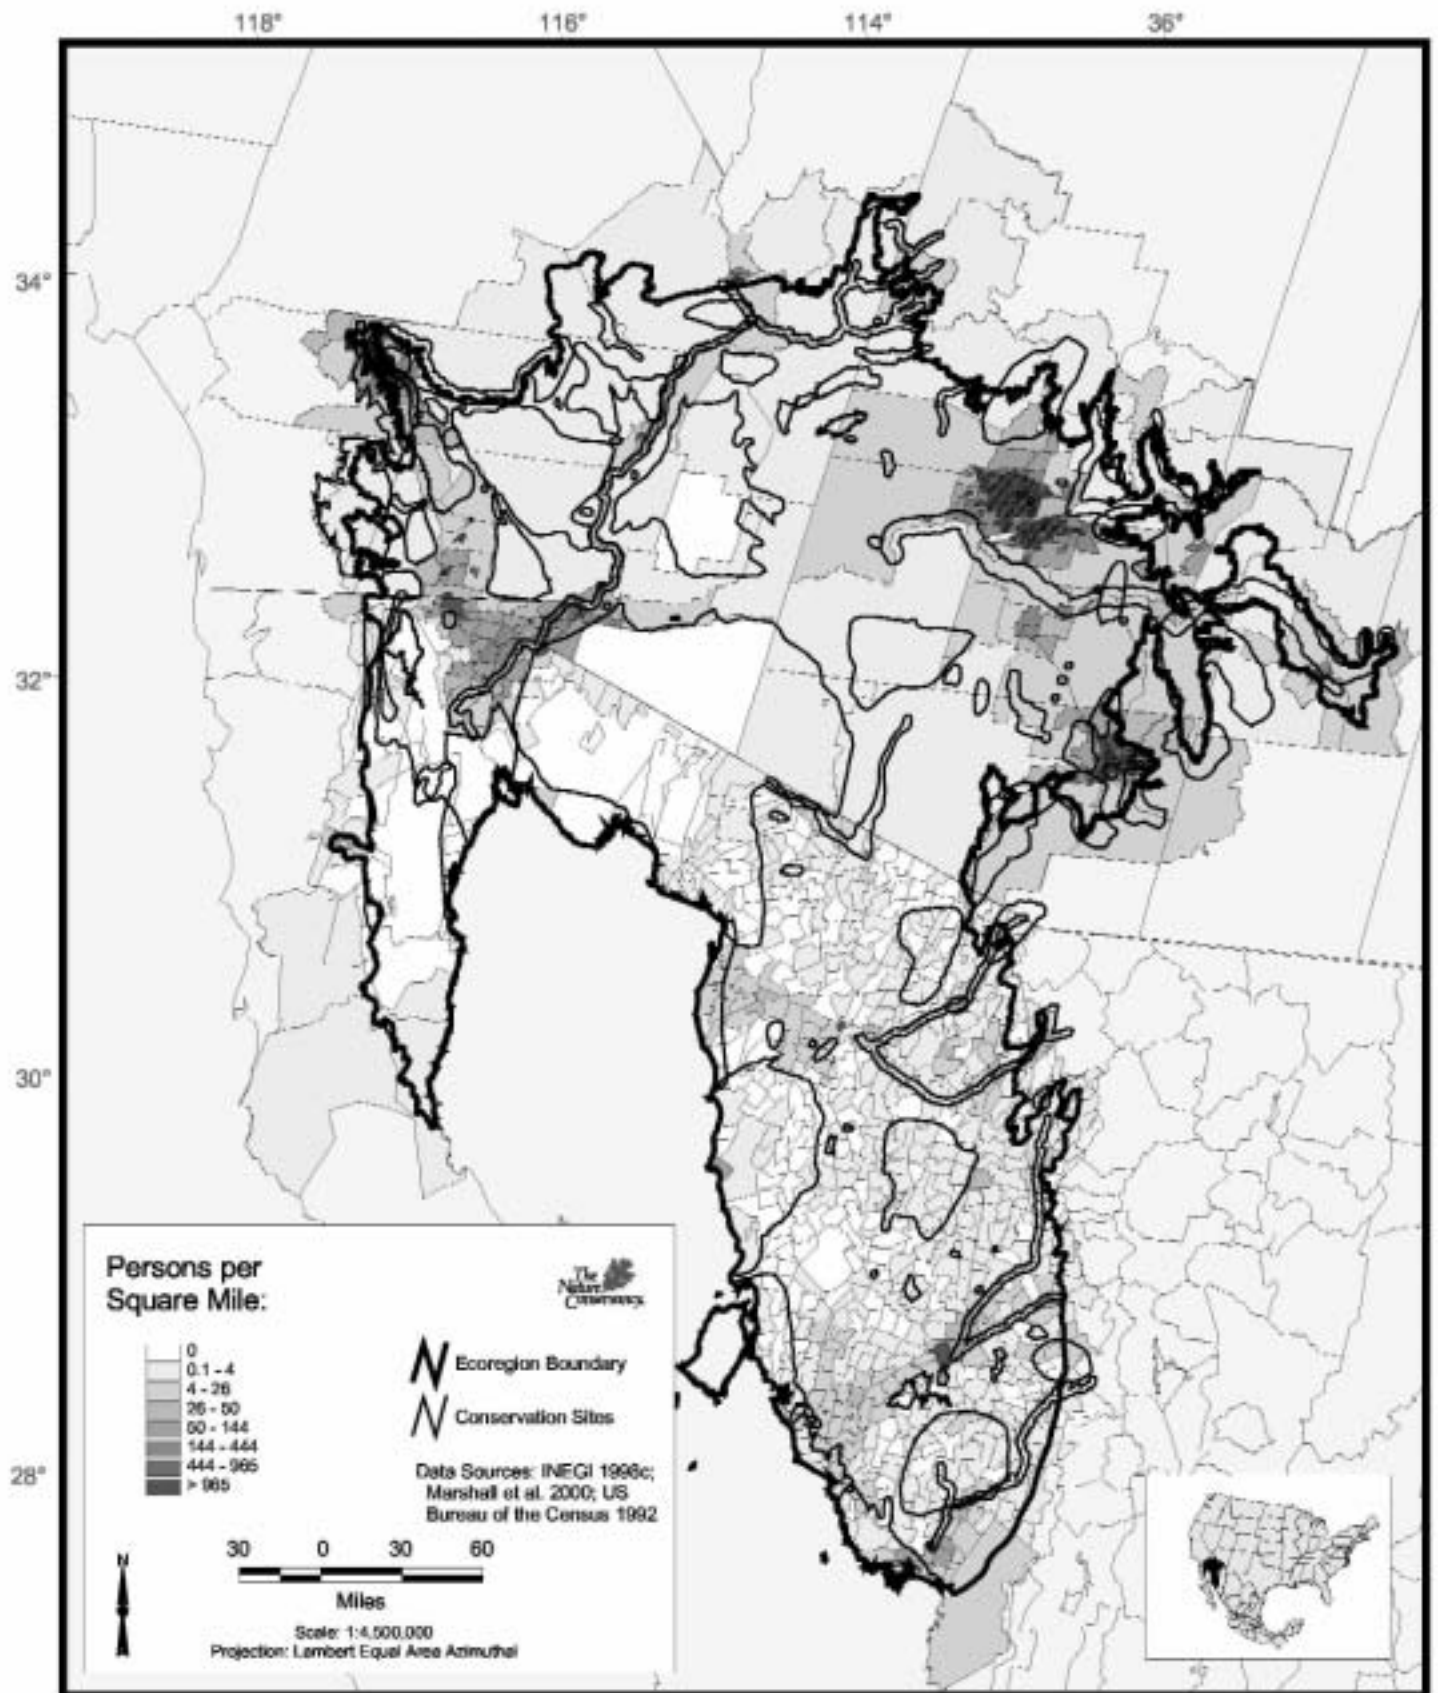 118° 116° 114° 36°
34°
32°
30°
28°
Persons per
Square Mile:
The
Nature
Conservancy
0
0.1 - 4
4 - 26
26 - 50
50 - 144
144 - 444
444 - 965
> 965
Ecoregion Boundary
Conservation Sites
Data Sources: INEGI 1996c;
Marshall et al. 2000; US
Bureau of the Census 1992
N
30 0 30 60
Miles
Scale: 1:4,500,000
Projection: Lambert Equal Area Azimuthal